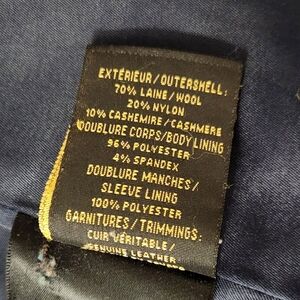 EXTÉRIEUR/OUTERSHELL:
70% LAINE/WOOL
20% NYLON
10% CASHEMIRE/CASHMERE
DOUBLURE CORPS/BODY LINING
96% POLYESTER
4% SPANDEX
DOUBLURE MANCHES/
SLEEVE LINING
100% POLYESTER
GARNITURES/TRIMMINGS:
CUIR VÉRITABLE/
GENUINE LEATHER